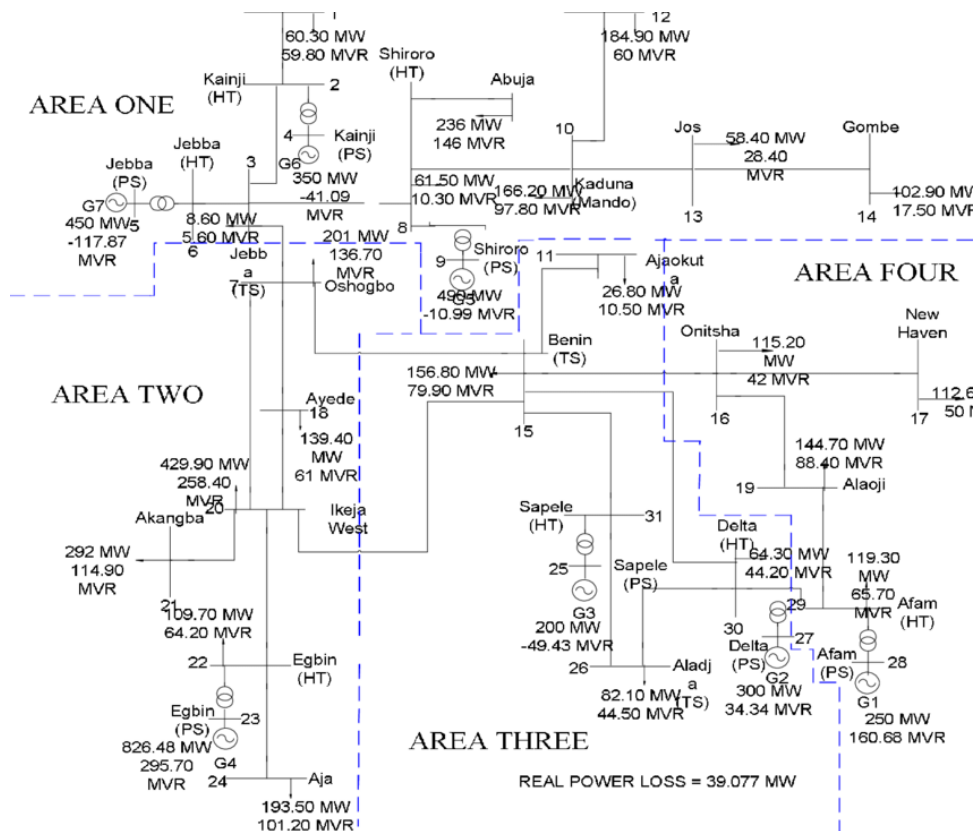 1
12
60.30 MW
59.80 MVR
184.90 MW
60 MVR
Shiroro
(HT)
Kainji
(HT)
2
Abuja
AREA ONE
236 MW
146 MVR
4
Kainji
(PS)
G6
10
Jos
58.40 MW
28.40
MVR
Gombe
Jebba
(HT)
3
Jebba
(PS)
350 MW
-41.09
MVR
61.50 MW
10.30 MVR
166.20 MW
97.80 MVR
Kaduna
(Mando)
13
102.90 MW
17.50 MVR
14
G7
5
450 MW
-117.87
MVR
8.60 MW
5.60 MVR
6
8
201 MW
136.70
MVR
Shiroro
(PS)
9
G5
490 MW
-10.99 MVR
11
Ajaokut
a
26.80 MW
10.50 MVR
AREA FOUR
Jebb
a
(TS)
7
Oshogbo
Onitsha
New
Haven
115.20
MW
42 MVR
Benin
(TS)
156.80 MW
79.90 MVR
AREA TWO
15
16
17
112.6
50 M
Ayede
18
139.40
MW
61 MVR
144.70 MW
88.40 MVR
429.90 MW
258.40
MVR
20
Ikeja
West
19
Alaoji
Akangba
Sapele
(HT)
31
Delta
(HT)
292 MW
114.90
MVR
64.30 MW
44.20 MVR
119.30
MW
65.70
MVR
25
Sapele
(PS)
21
G3
29
Afam
(HT)
109.70 MW
64.20 MVR
200 MW
-49.43 MVR
30
27
Delta
(PS)
G2
Afam
(PS)
28
G1
22
Egbin
(HT)
26
Aladj
a
(TS)
300 MW
34.34 MVR
82.10 MW
44.50 MVR
250 MW
160.68 MVR
Egbin
(PS)
23
826.48 MW
295.70
MVR
G4
AREA THREE
24
Aja
REAL POWER LOSS = 39.077 MW
193.50 MW
101.20 MVR